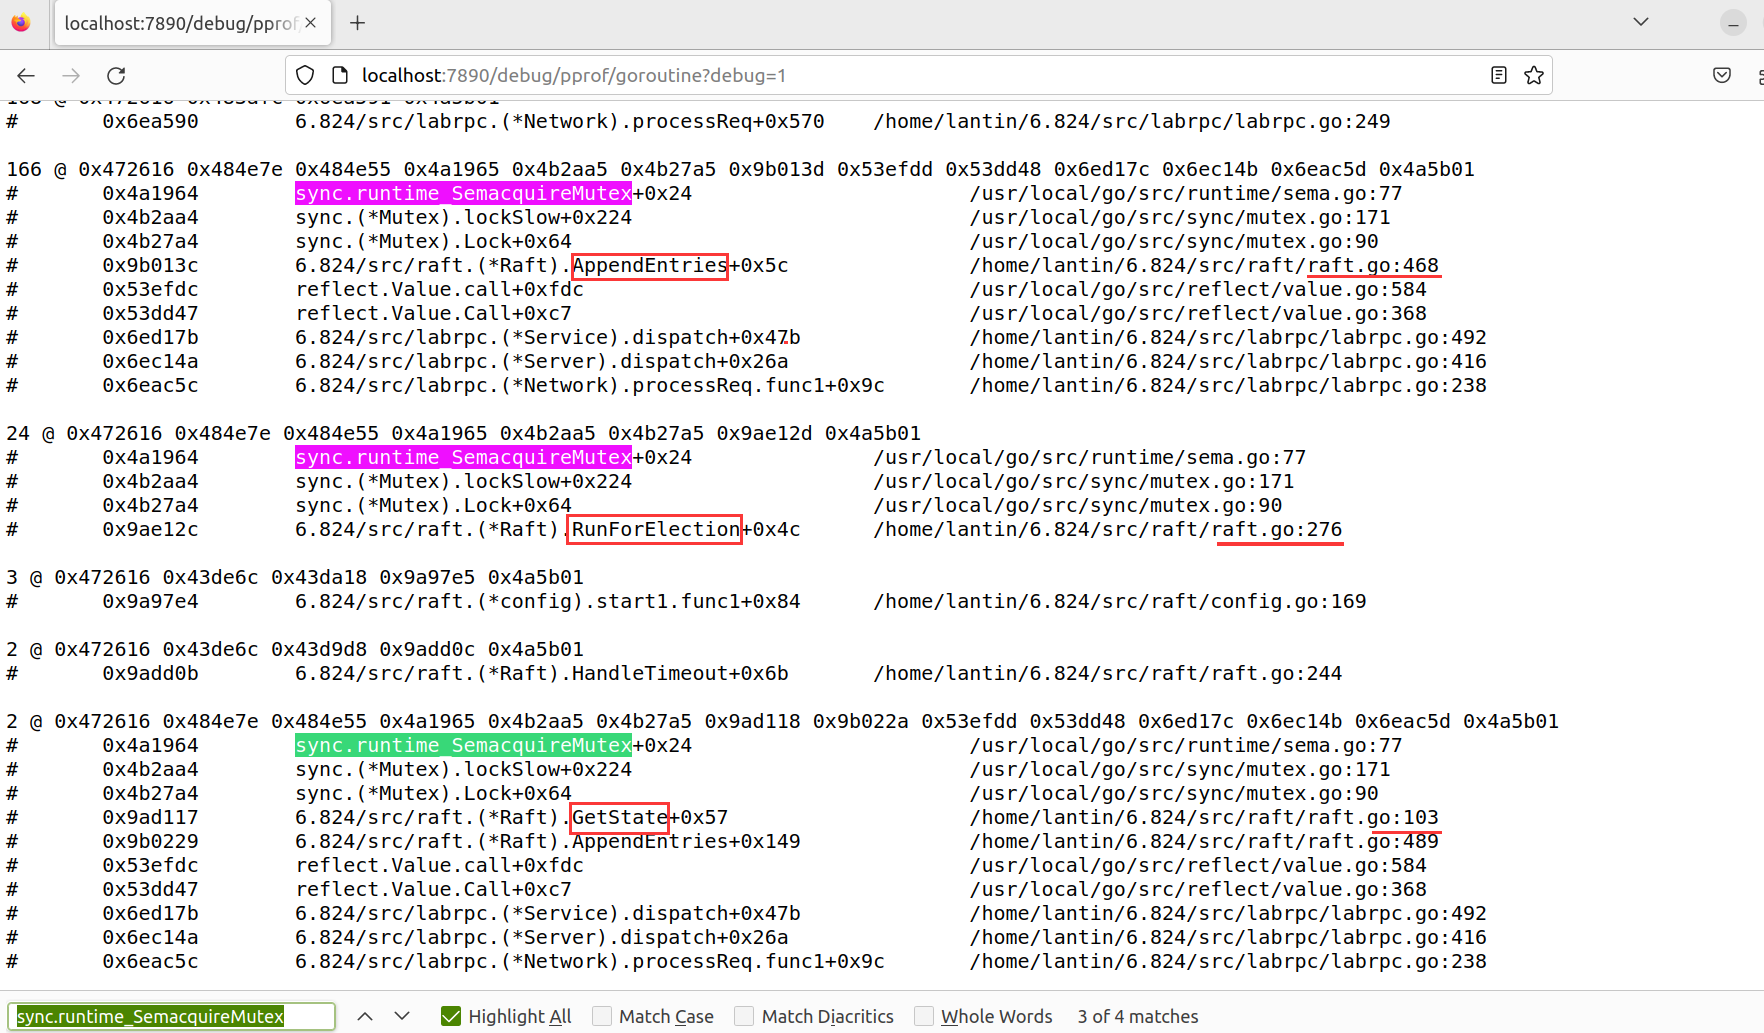 localhost:7890/debug/pprof/
localhost:7890/debug/pprof/goroutine?debug=1
# 0x6ea590 6.824/src/labrpc.(*Network).processReq+0x570 /home/lantin/6.824/src/labrpc/labrpc.go:249
166 @ 0x472616 0x484e7e 0x484e55 0x4a1965 0x4b2aa5 0x4b27a5 0x9b013d 0x53efdd 0x53dd48 0x6ed17c 0x6ec14b 0x6eac5d 0x4a5b01
# 0x4a1964 sync.runtime_SemacquireMutex+0x24 /usr/local/go/src/runtime/sema.go:77
# 0x4b2aa4 sync.(*Mutex).lockSlow+0x224 /usr/local/go/src/sync/mutex.go:171
# 0x4b27a4 sync.(*Mutex).Lock+0x64 /usr/local/go/src/sync/mutex.go:90
# 0x9b013c 6.824/src/raft.(*Raft).AppendEntries+0x5c /home/lantin/6.824/src/raft/raft.go:468
# 0x53efdc reflect.Value.call+0xfdc /usr/local/go/src/reflect/value.go:584
# 0x53dd47 reflect.Value.Call+0xc7 /usr/local/go/src/reflect/value.go:368
# 0x6ed17b 6.824/src/labrpc.(*Service).dispatch+0x47b /home/lantin/6.824/src/labrpc/labrpc.go:492
# 0x6ec14a 6.824/src/labrpc.(*Server).dispatch+0x26a /home/lantin/6.824/src/labrpc/labrpc.go:416
# 0x6eac5c 6.824/src/labrpc.(*Network).processReq.func1+0x9c /home/lantin/6.824/src/labrpc/labrpc.go:238
24 @ 0x472616 0x484e7e 0x484e55 0x4a1965 0x4b2aa5 0x4b27a5 0x9ae12d 0x4a5b01
# 0x4a1964 sync.runtime_SemacquireMutex+0x24 /usr/local/go/src/runtime/sema.go:77
# 0x4b2aa4 sync.(*Mutex).lockSlow+0x224 /usr/local/go/src/sync/mutex.go:171
# 0x4b27a4 sync.(*Mutex).Lock+0x64 /usr/local/go/src/sync/mutex.go:90
# 0x9ae12c 6.824/src/raft.(*Raft).RunForElection+0x4c /home/lantin/6.824/src/raft/raft.go:276
3 @ 0x472616 0x43de6c 0x43da18 0x9a97e5 0x4a5b01
# 0x9a97e4 6.824/src/raft.(*config).start1.func1+0x84 /home/lantin/6.824/src/raft/config.go:169
2 @ 0x472616 0x43de6c 0x43d9d8 0x9add0c 0x4a5b01
# 0x9add0b 6.824/src/raft.(*Raft).HandleTimeout+0x6b /home/lantin/6.824/src/raft/raft.go:244
2 @ 0x472616 0x484e7e 0x484e55 0x4a1965 0x4b2aa5 0x4b27a5 0x9ad118 0x9b022a 0x53efdd 0x53dd48 0x6ed17c 0x6ec14b 0x6eac5d 0x4a5b01
# 0x4a1964 sync.runtime_SemacquireMutex+0x24 /usr/local/go/src/runtime/sema.go:77
# 0x4b2aa4 sync.(*Mutex).lockSlow+0x224 /usr/local/go/src/sync/mutex.go:171
# 0x4b27a4 sync.(*Mutex).Lock+0x64 /usr/local/go/src/sync/mutex.go:90
# 0x9ad117 6.824/src/raft.(*Raft).GetState+0x57 /home/lantin/6.824/src/raft/raft.go:103
# 0x9b0229 6.824/src/raft.(*Raft).AppendEntries+0x149 /home/lantin/6.824/src/raft/raft.go:489
# 0x53efdc reflect.Value.call+0xfdc /usr/local/go/src/reflect/value.go:584
# 0x53dd47 reflect.Value.Call+0xc7 /usr/local/go/src/reflect/value.go:368
# 0x6ed17b 6.824/src/labrpc.(*Service).dispatch+0x47b /home/lantin/6.824/src/labrpc/labrpc.go:492
# 0x6ec14a 6.824/src/labrpc.(*Server).dispatch+0x26a /home/lantin/6.824/src/labrpc/labrpc.go:416
# 0x6eac5c 6.824/src/labrpc.(*Network).processReq.func1+0x9c /home/lantin/6.824/src/labrpc/labrpc.go:238
sync.runtime_SemacquireMutex Highlight All Match Case Match Diacritics Whole Words 3 of 4 matches